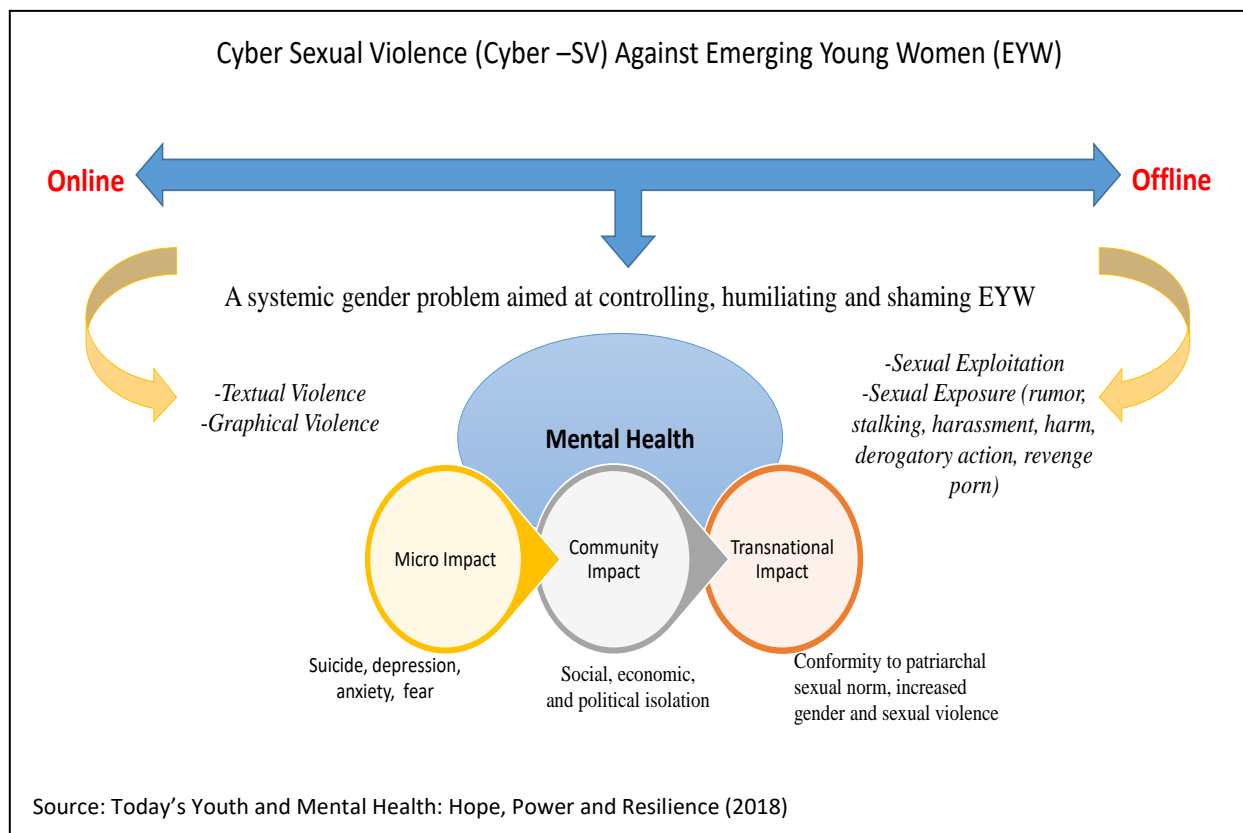 Cyber Sexual Violence (Cyber –SV) Against Emerging Young Women (EYW)
Online
Offline
A systemic gender problem aimed at controlling, humiliating and shaming EYW
-Textual Violence
-Graphical Violence
-Sexual Exploitation
-Sexual Exposure (rumor,
stalking, harassment, harm,
derogatory action, revenge
porn)
Mental Health
Micro Impact
Community
Impact
Transnational
Impact
Suicide, depression,
anxiety, fear
Social, economic,
and political isolation
Conformity to patriarchal
sexual norm, increased
gender and sexual violence
Source: Today’s Youth and Mental Health: Hope, Power and Resilience (2018)